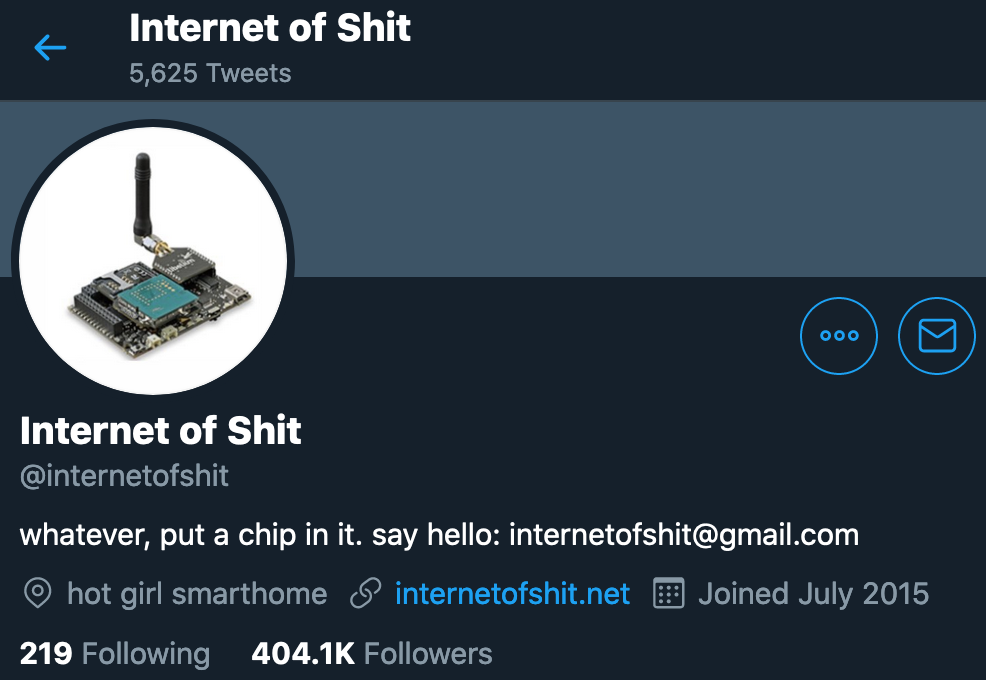 Internet of Shit
5,625 Tweets
Internet of Shit
@internetofshit
whatever, put a chip in it. say hello: internetofshit@gmail.com
hot girl smarthome internetofshit.net Joined July 2015
219 Following 404.1K Followers